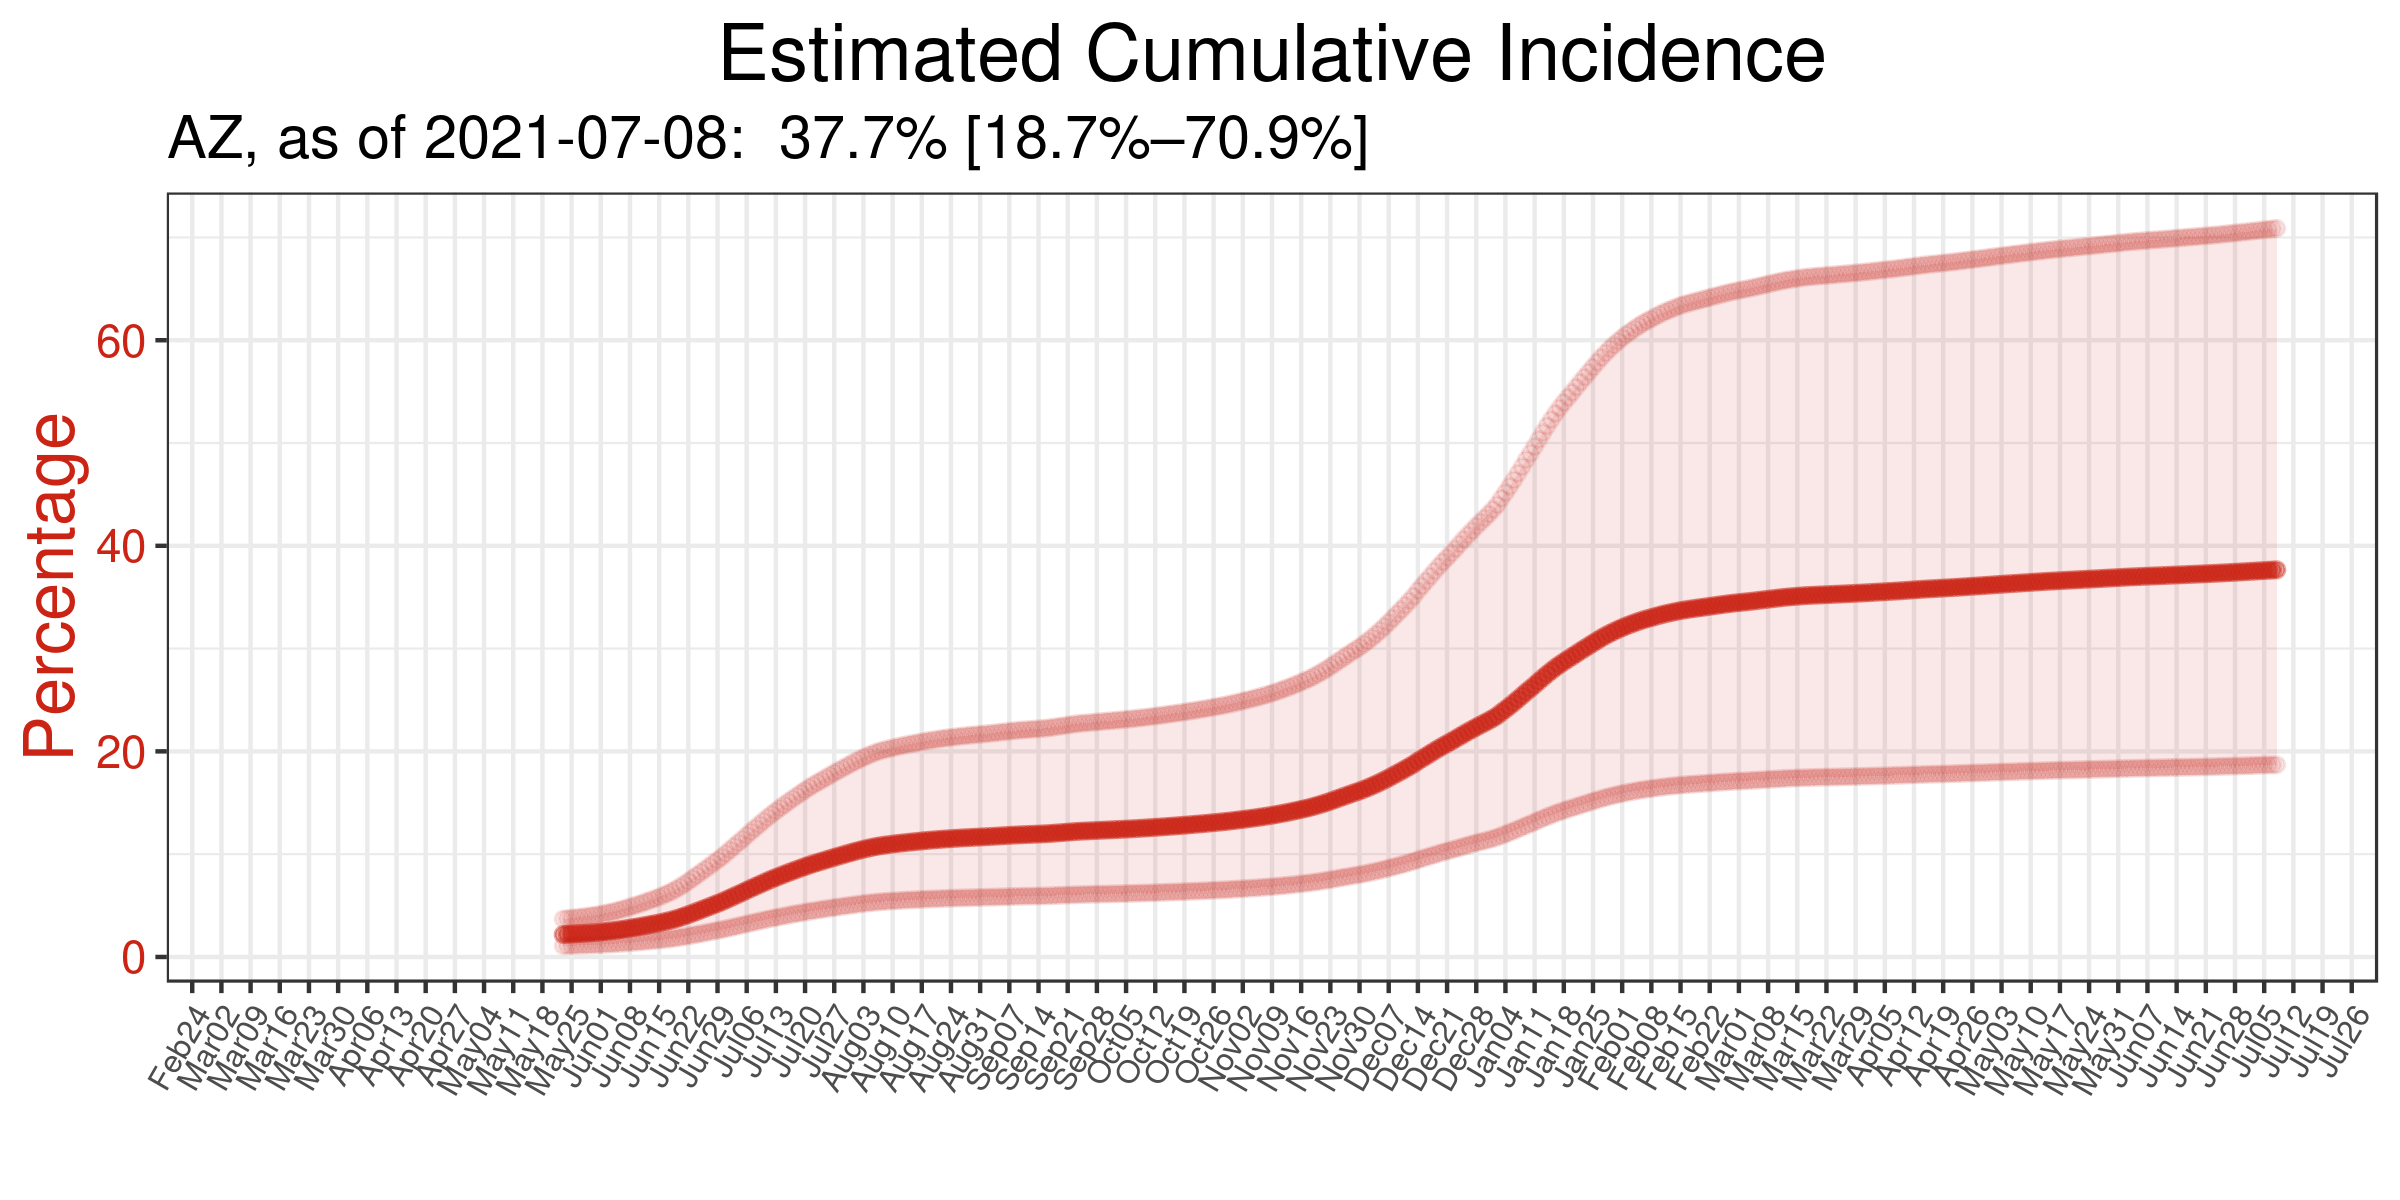 Estimated Cumulative Incidence
AZ, as of 2021-07-08:  37.7% [18.7%–70.9%]
Percentage
60
40
20
0
Feb24
Mar02
Mar09
Mar16
Mar23
Mar30
Apr06
Apr13
Apr20
Apr27
May04
May11
May18
May25
Jun01
Jun08
Jun15
Jun22
Jun29
Jul06
Jul13
Jul20
Jul27
Aug03
Aug10
Aug17
Aug24
Aug31
Sep07
Sep14
Sep21
Sep28
Oct05
Oct12
Oct19
Oct26
Nov02
Nov09
Nov16
Nov23
Nov30
Dec07
Dec14
Dec21
Dec28
Jan04
Jan11
Jan18
Jan25
Feb01
Feb08
Feb15
Feb22
Mar01
Mar08
Mar15
Mar22
Mar29
Apr05
Apr12
Apr19
Apr26
May03
May10
May17
May24
May31
Jun07
Jun14
Jun21
Jun28
Jul05
Jul12
Jul19
Jul26